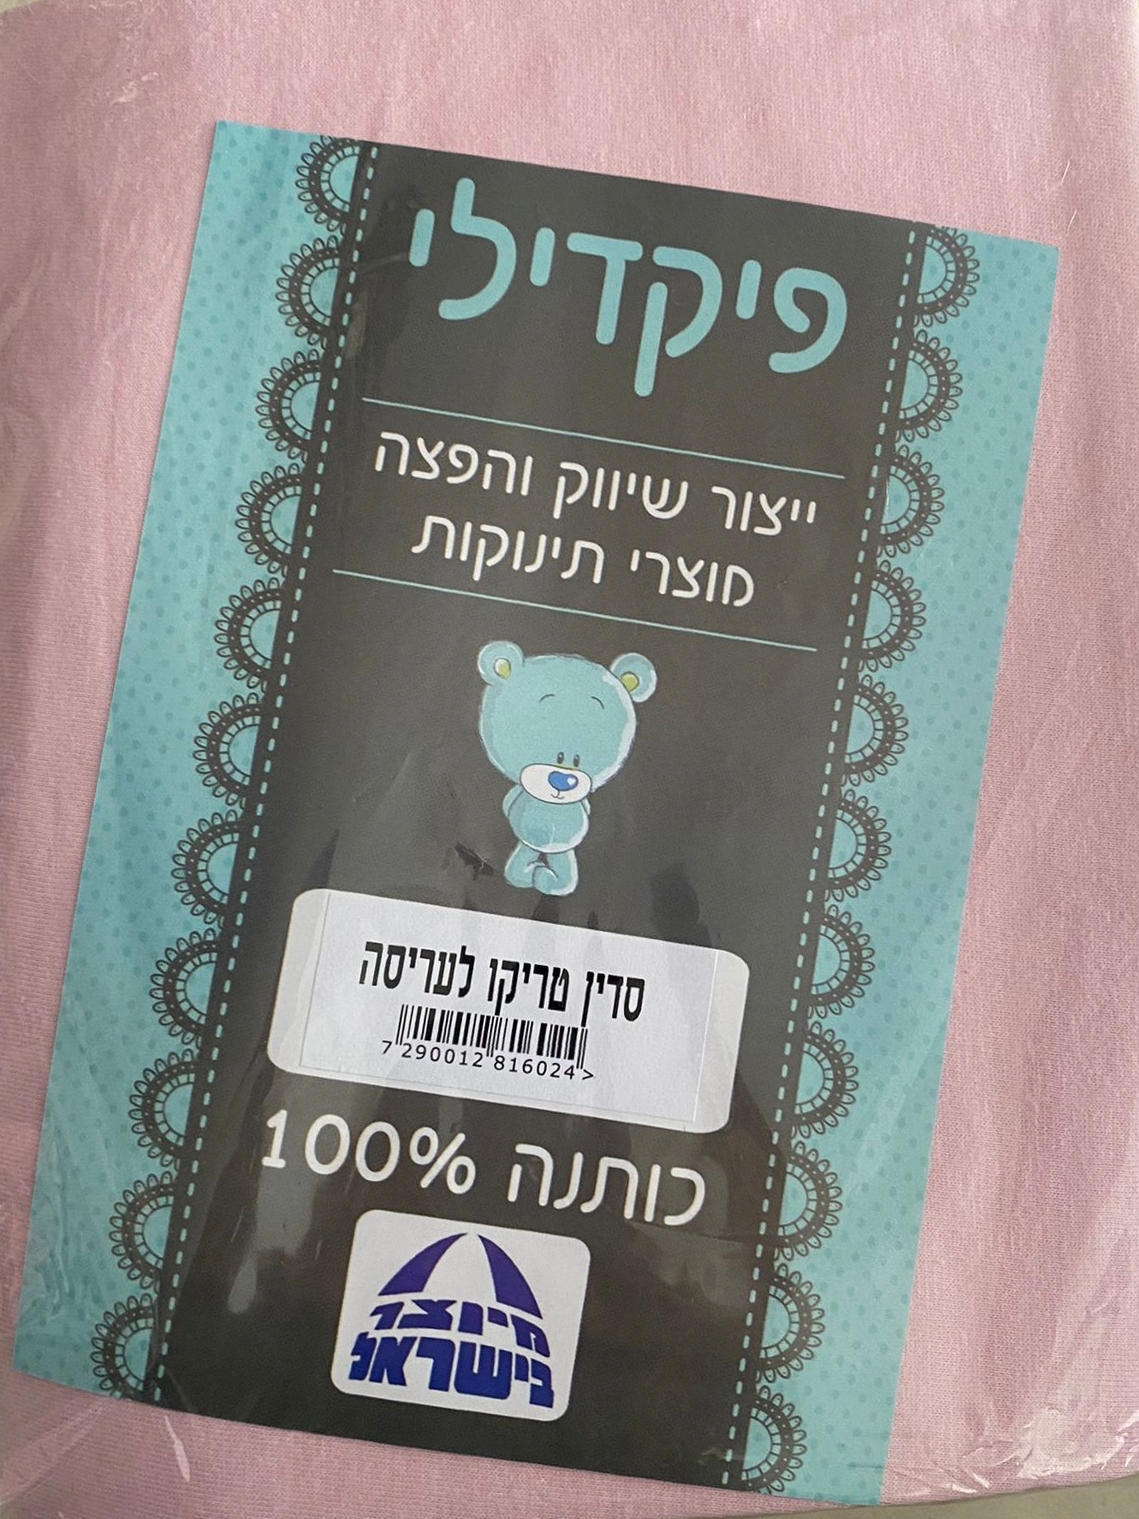 פיקדילי
ייצור שיווק והפצה
מוצרי תינוקות
סדין טריקו לעריסה
7 290012 816024 >
כותנה 100%
מיוצר
בישראל